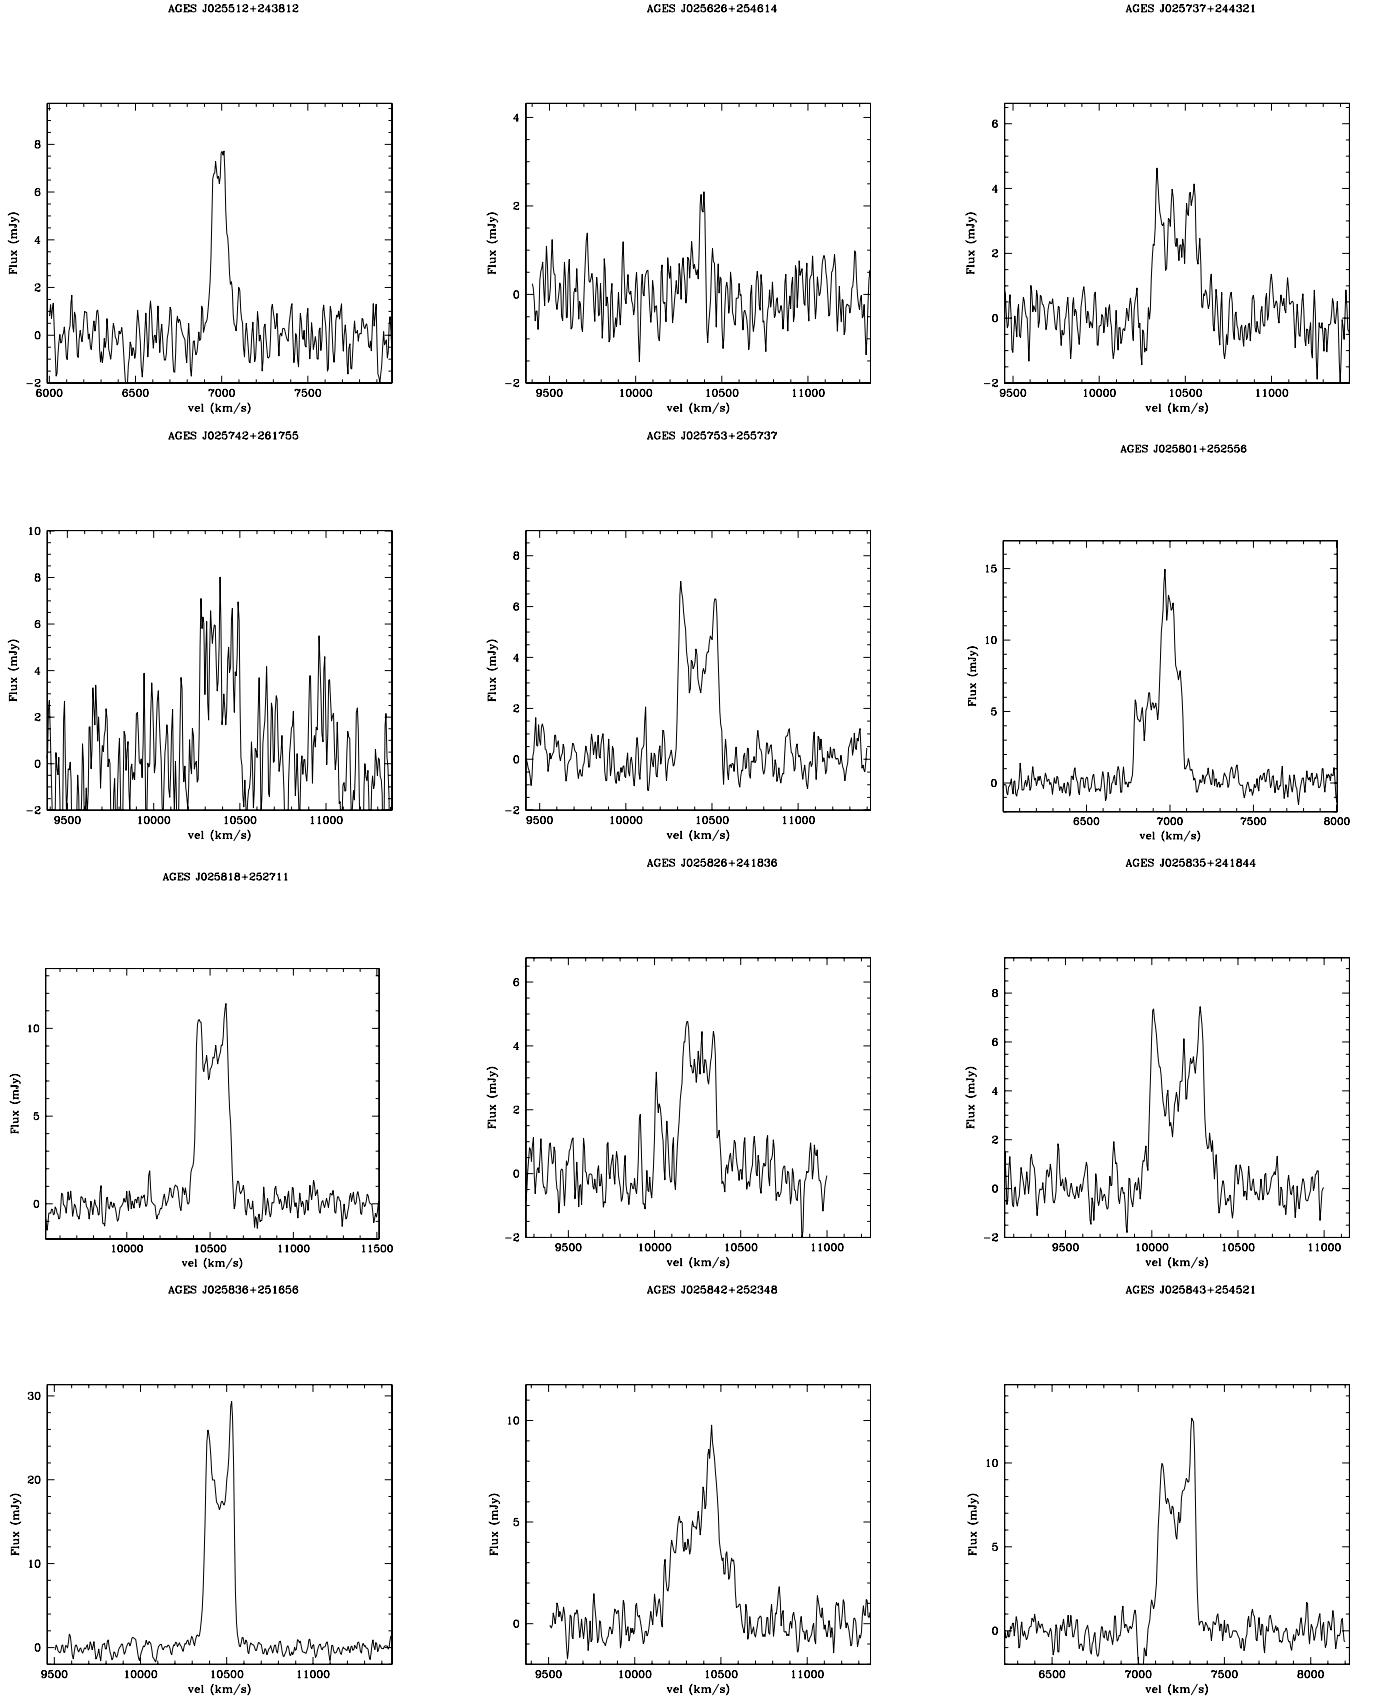 AGES J025512+243812
AGES J025626+254614
AGES J025737+244321
8
6
4
2
0
-2
Flux (mJy)
6000
7000
7500
vel (km/s)
4
2
0
-2
Flux (mJy)
9500
10000
10500
11000
vel (km/s)
6
4
2
0
-2
Flux (mJy)
9500
10000
10500
11000
vel (km/s)
AGES J025742+261755
AGES J025753+255737
AGES J025801+252556
10
8
6
4
2
0
-2
Flux (mJy)
9500
10000
10500
11000
vel (km/s)
8
6
4
2
0
-2
Flux (mJy)
9500
10000
10500
11000
vel (km/s)
15
10
5
0
Flux (mJy)
6500
7000
7500
8000
vel (km/s)
AGES J025818+252711
AGES J025826+241836
AGES J025835+241844
10
5
0
Flux (mJy)
10000
10500
11000
11500
vel (km/s)
6
4
2
0
-2
Flux (mJy)
9500
10000
10500
11000
vel (km/s)
8
6
4
2
0
-2
Flux (mJy)
9500
10000
10500
11000
vel (km/s)
AGES J025836+251656
AGES J025842+252348
AGES J025843+254521
30
20
10
0
Flux (mJy)
9500
10000
10500
11000
vel (km/s)
10
5
0
Flux (mJy)
9500
10000
10500
11000
vel (km/s)
10
5
0
Flux (mJy)
6500
7000
7500
8000
vel (km/s)